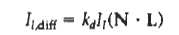 I_{l,diff} = k_d I_l (N · L)